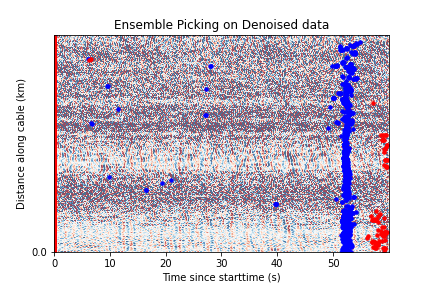 Ensemble Picking on Denoised data
Distance along cable (km)
0.0
0 10 20 30 40 50
Time since starttime (s)